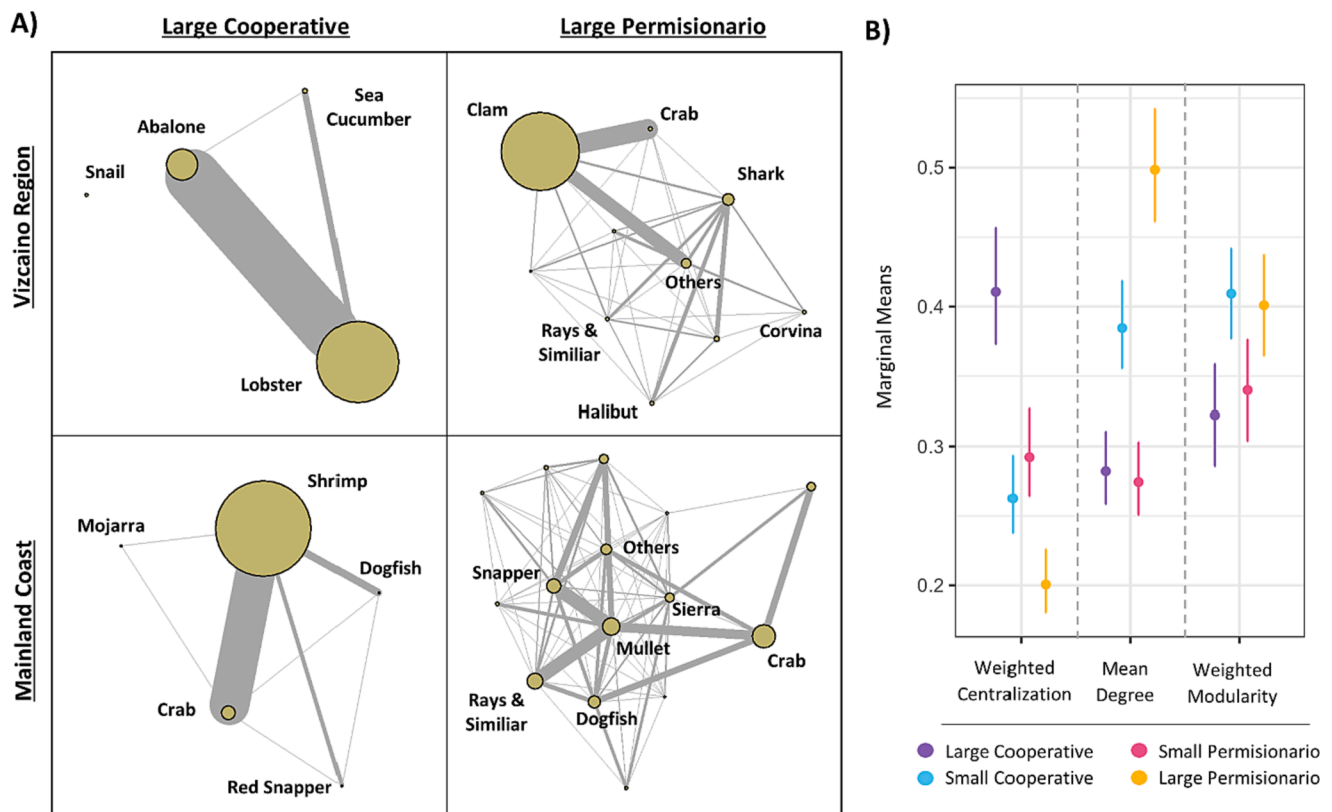 A)
Large Cooperative
Large Permisionario
B)
Vizcaino Region
Mainland Coast
Snail
Abalone
Sea
Cucumber
Lobster
Clam
Crab
Shark
Others
Rays &
Similiar
Corvina
Halibut
Shrimp
Mojarra
Dogfish
Crab
Red Snapper
Others
Snapper
Sierra
Mullet
Crab
Rays &
Similiar
Dogfish
Marginal Means
0.5
0.4
0.3
0.2
Weighted
Centralization
Mean
Degree
Weighted
Modularity
Large Cooperative
Small Permisionario
Small Cooperative
Large Permisionario